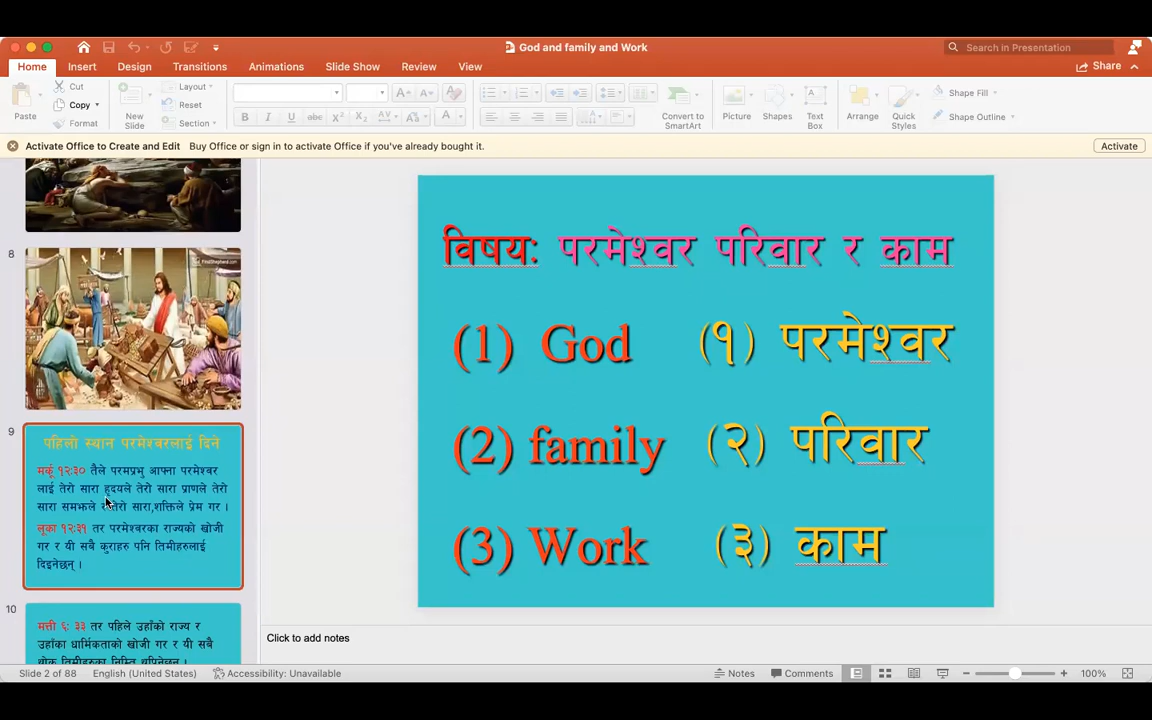 God and family and Work
Search in Presentation
Home Insert Design Transitions Animations Slide Show Review View
Share
Paste
Cut
Copy
Format
New Slide
Layout
Reset
Section
Convert to SmartArt
Picture
Shapes
Text Box
Arrange
Quick Styles
Shape Fill
Shape Outline
Activate Office to Create and Edit Buy Office or sign in to activate Office if you've already bought it.
Activate
8
9
पहिलो स्थान परमेश्वरलाई दिने
मर्कू १२:३० तैले परमप्रभु आफ्ना परमेश्वर
लाई तेरो सारा हृदयले तेरो सारा प्राणले तेरो
सारा समझले र तेरो सारा,शक्तिले प्रेम गर ।
लूका १२:३१ तर परमेश्वरका राज्यको खोजी
गर र यी सबै कुराहरु पनि तिमीहरुलाई
दिइनेछन् ।
10
मत्ती ६: ३३ तर पहिले उहाँको राज्य र
उहाँका धार्मिकताको खोजी गर र यी सबै
थोक तिमीहरुका निम्ति थपिनेछन् ।
विषय: परमेश्वर परिवार र काम
(1) God (१) परमेश्वर
(2) family (२) परिवार
(3) Work (३) काम
Click to add notes
Slide 2 of 88 English (United States) Accessibility: Unavailable Notes Comments 100%